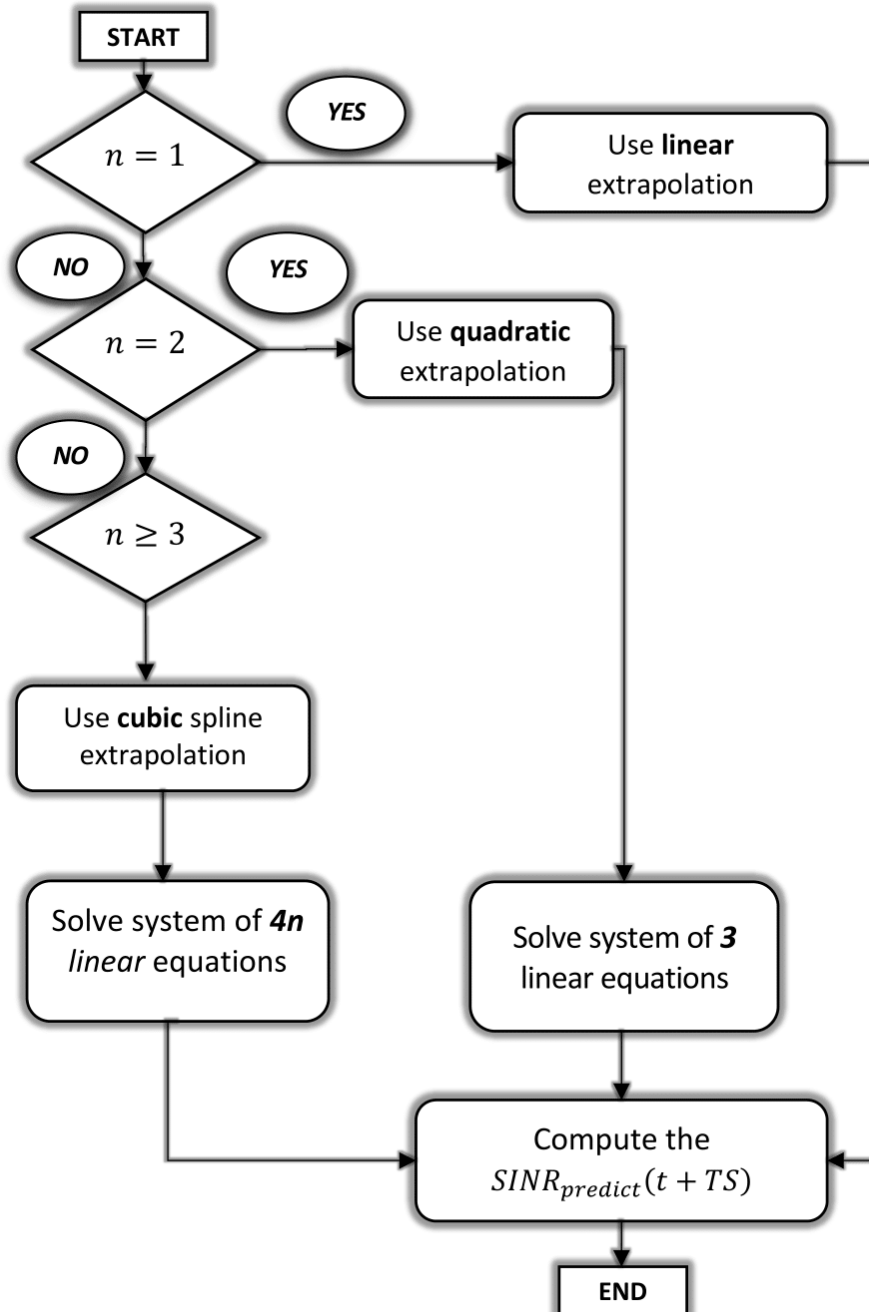 START
n = 1
YES
Use linear
extrapolation
NO
YES
n = 2
Use quadratic
extrapolation
NO
n ≥ 3
Use cubic spline
extrapolation
Solve system of 4n
linear equations
Solve system of 3
linear equations
Compute the
SINR_predict(t + TS)
END